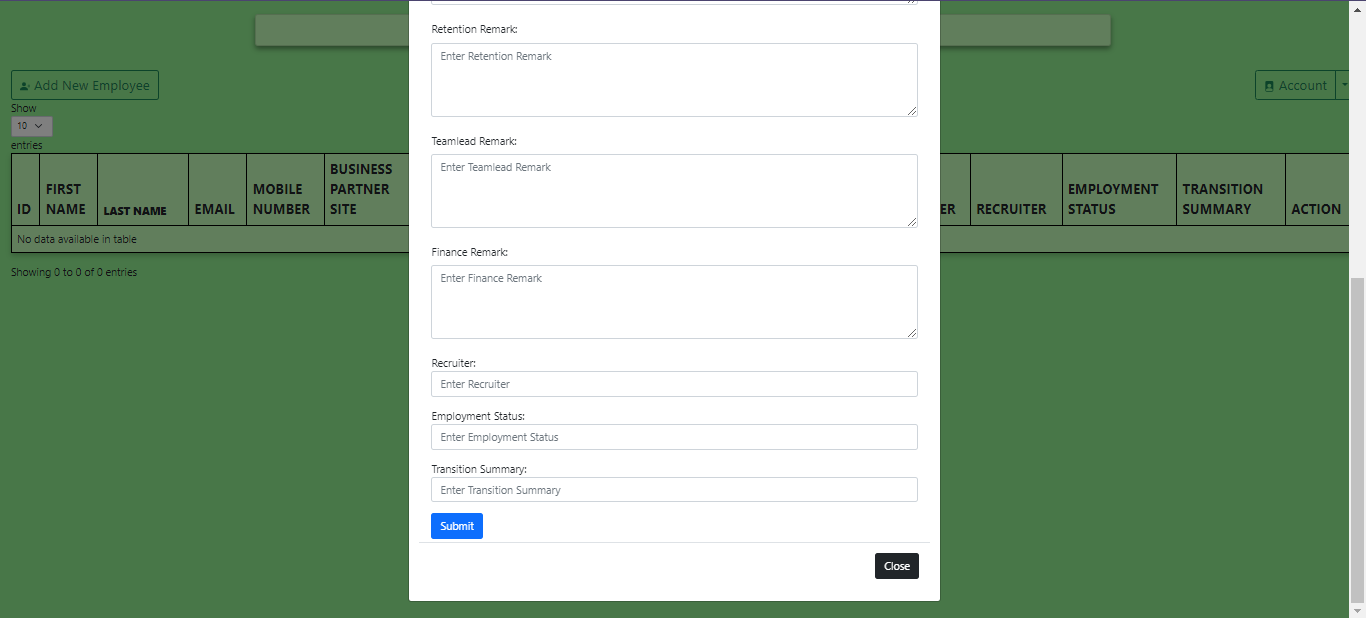 Retention Remark:
Enter Retention Remark
Add New Employee
Account
Show
10
entries
Teamlead Remark:
Enter Teamlead Remark
ID
FIRST NAME
LAST NAME
EMAIL
MOBILE NUMBER
BUSINESS PARTNER SITE
ER
RECRUITER
EMPLOYMENT STATUS
TRANSITION SUMMARY
ACTION
No data available in table
Showing 0 to 0 of 0 entries
Finance Remark:
Enter Finance Remark
Recruiter:
Enter Recruiter
Employment Status:
Enter Employment Status
Transition Summary:
Enter Transition Summary
Submit
Close